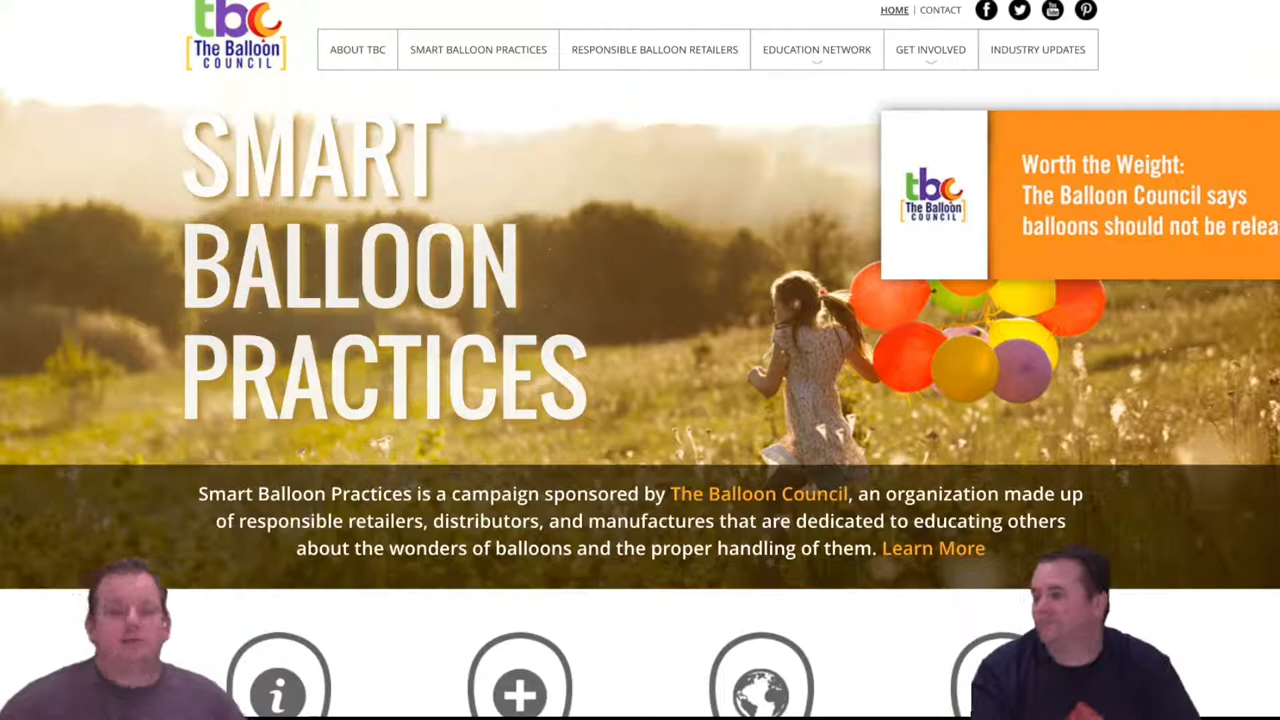 tbc
The Balloon
COUNCIL
HOME | CONTACT
ABOUT TBC
SMART BALLOON PRACTICES
RESPONSIBLE BALLOON RETAILERS
EDUCATION NETWORK
GET INVOLVED
INDUSTRY UPDATES
SMART
BALLOON
PRACTICES
tbc
The Balloon
COUNCIL
Worth the Weight:
The Balloon Council says
balloons should not be relea
Smart Balloon Practices is a campaign sponsored by The Balloon Council, an organization made up
of responsible retailers, distributors, and manufactures that are dedicated to educating others
about the wonders of balloons and the proper handling of them. Learn More